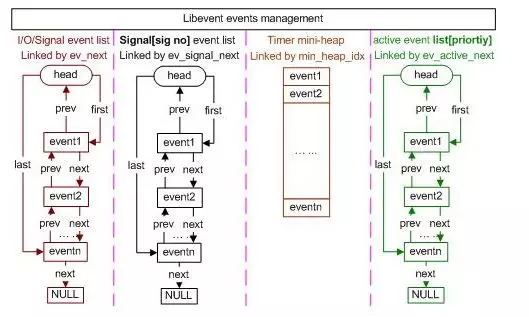 Libevent events management
I/O/Signal event list
Linked by ev_next
head
prev
first
last
event1
prev
next
event2
prev
next
... ...
eventn
next
NULL
Signal[sig no] event list
Linked by ev_signal_next
head
prev
first
last
event1
prev
next
event2
prev
next
... ...
eventn
next
NULL
Timer mini-heap
Linked by min_heap_idx
event1
event2
... ...
eventn
active event list[priortiy]
Linked by ev_active_next
head
prev
first
last
event1
prev
next
event2
prev
next
... ...
eventn
next
NULL